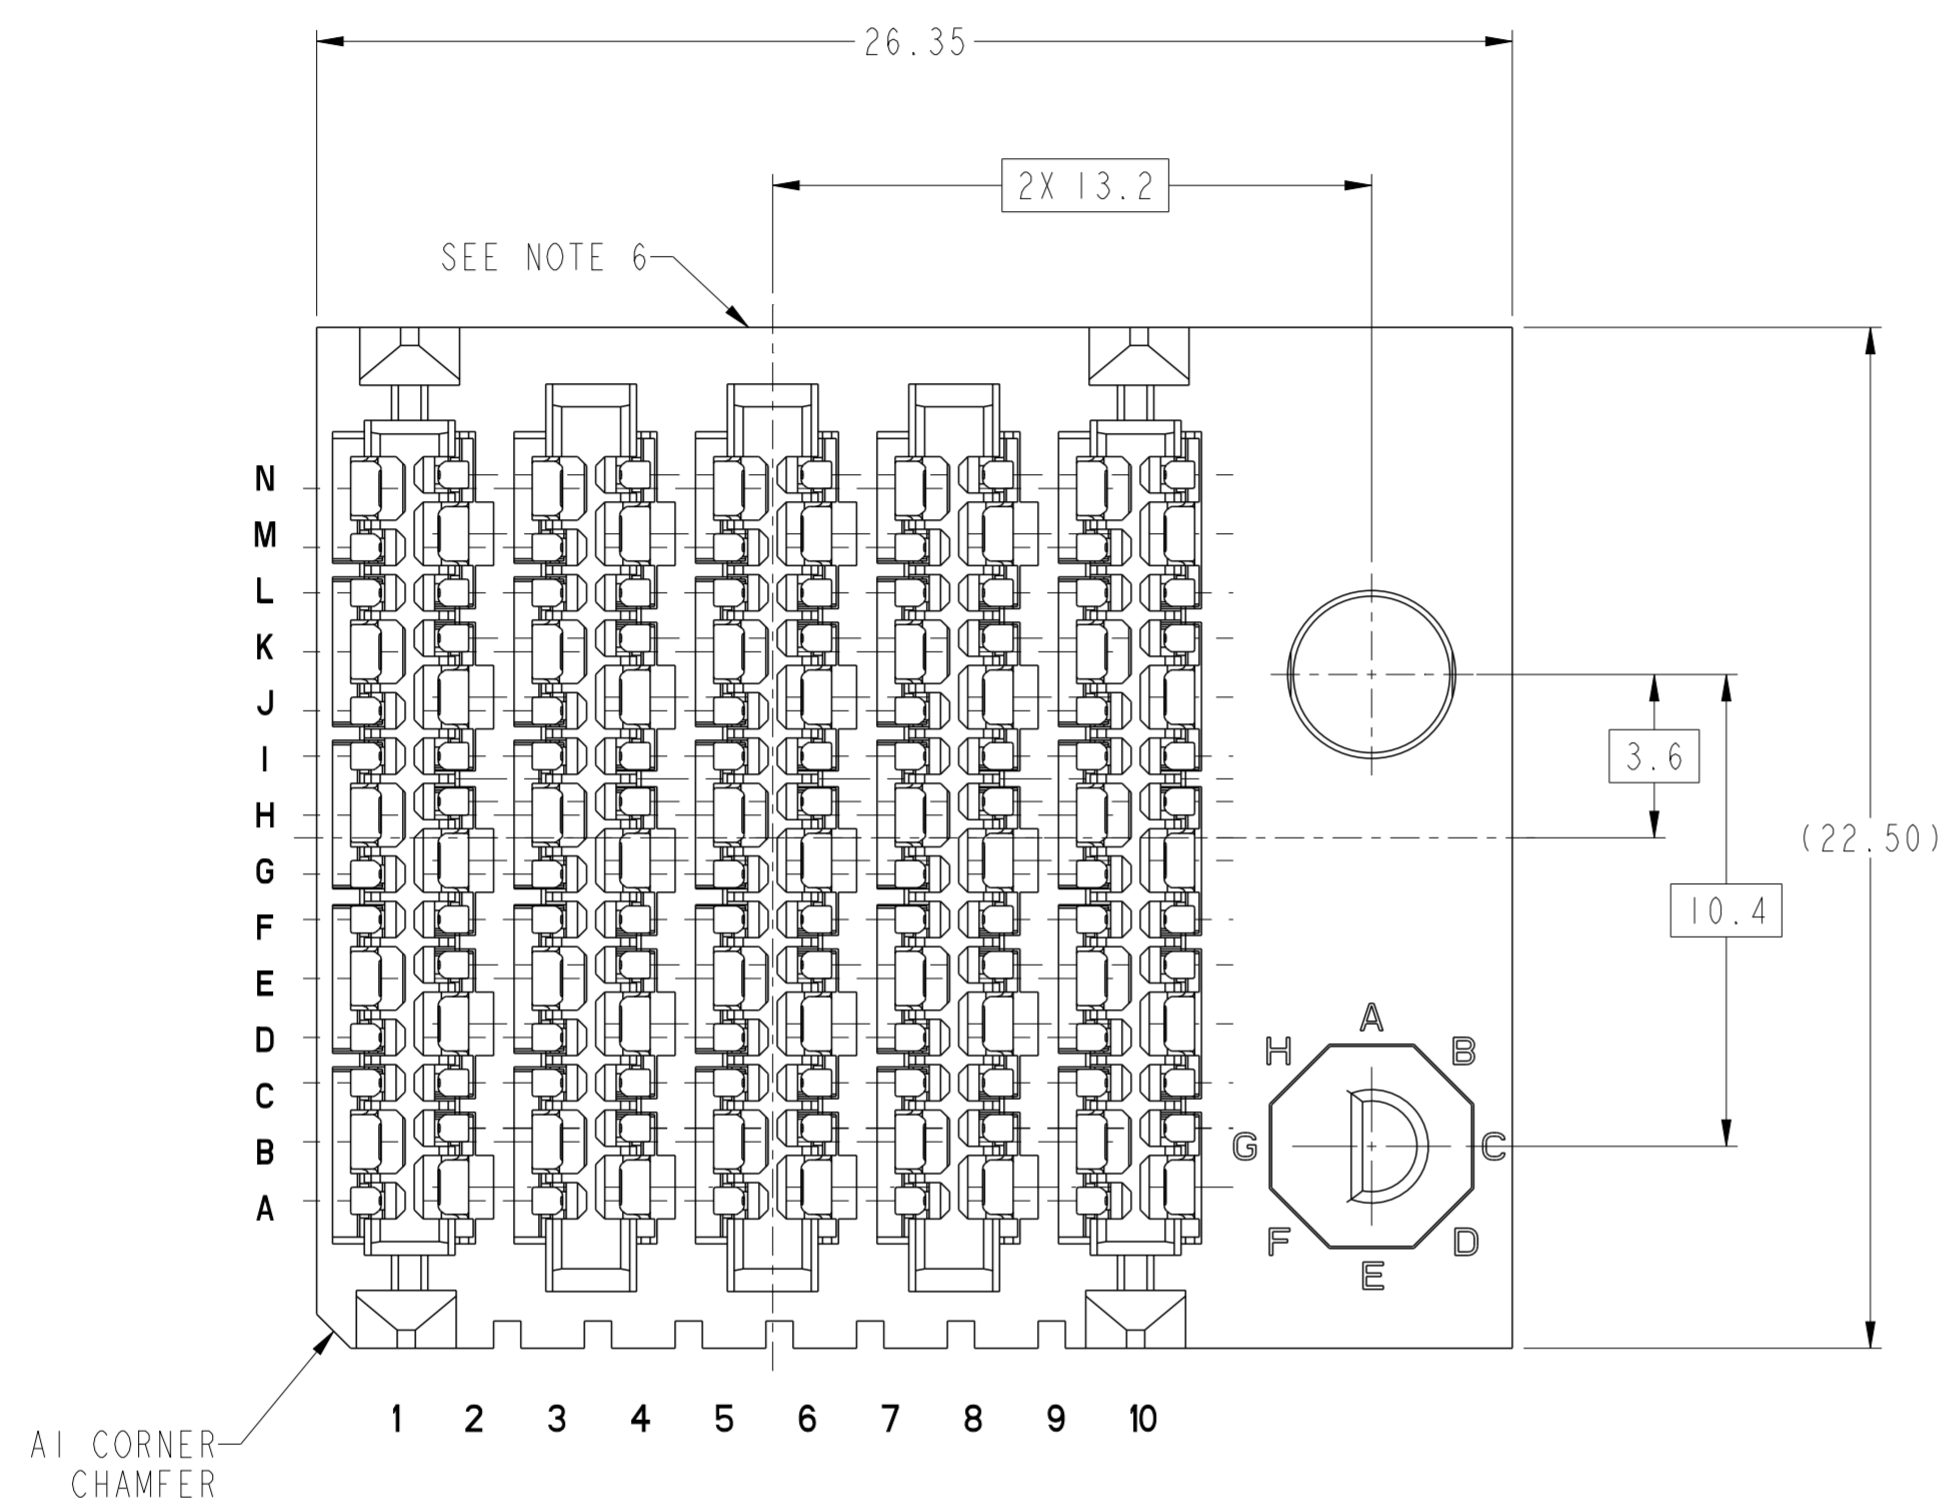 26.35
2X 13.2
SEE NOTE 6
N
M
L
K
J
I
H
G
F
E
D
C
B
A
3.6
(22.50)
10.4
A
H B
G C
F D
E
1 2 3 4 5 6 7 8 9 10
A1 CORNER
CHAMFER